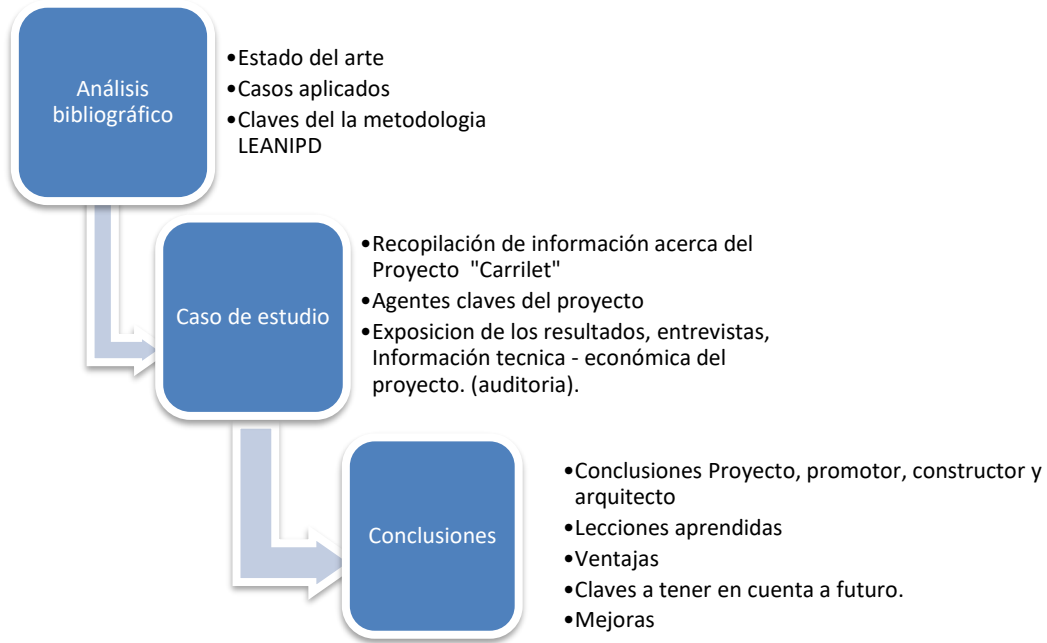 Análisis
bibliográfico
•Estado del arte
•Casos aplicados
•Claves del la metodologia
LEANIPD
Caso de estudio
•Recopilación de información acerca del
Proyecto "Carrilet"
•Agentes claves del proyecto
•Exposicion de los resultados, entrevistas,
Información tecnica - económica del
proyecto. (auditoria).
Conclusiones
•Conclusiones Proyecto, promotor, constructor y
arquitecto
•Lecciones aprendidas
•Ventajas
•Claves a tener en cuenta a futuro.
•Mejoras